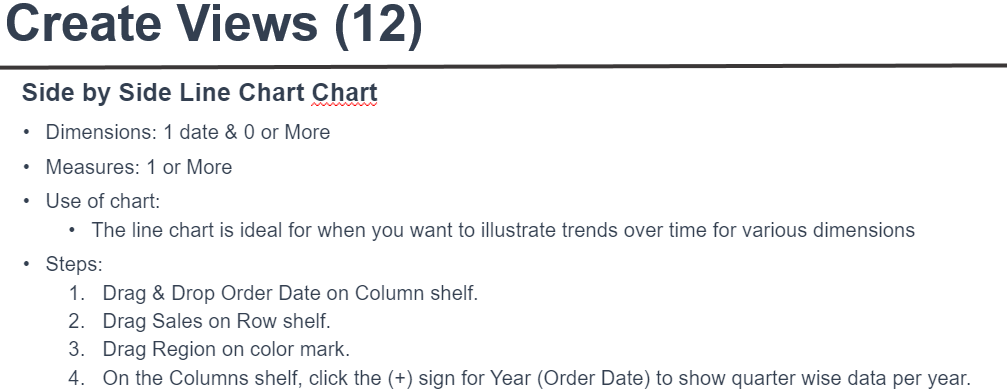 Create Views (12)
Side by Side Line Chart Chart
• Dimensions: 1 date & 0 or More
• Measures: 1 or More
• Use of chart:
• The line chart is ideal for when you want to illustrate trends over time for various dimensions
• Steps:
1. Drag & Drop Order Date on Column shelf.
2. Drag Sales on Row shelf.
3. Drag Region on color mark.
4. On the Columns shelf, click the (+) sign for Year (Order Date) to show quarter wise data per year.